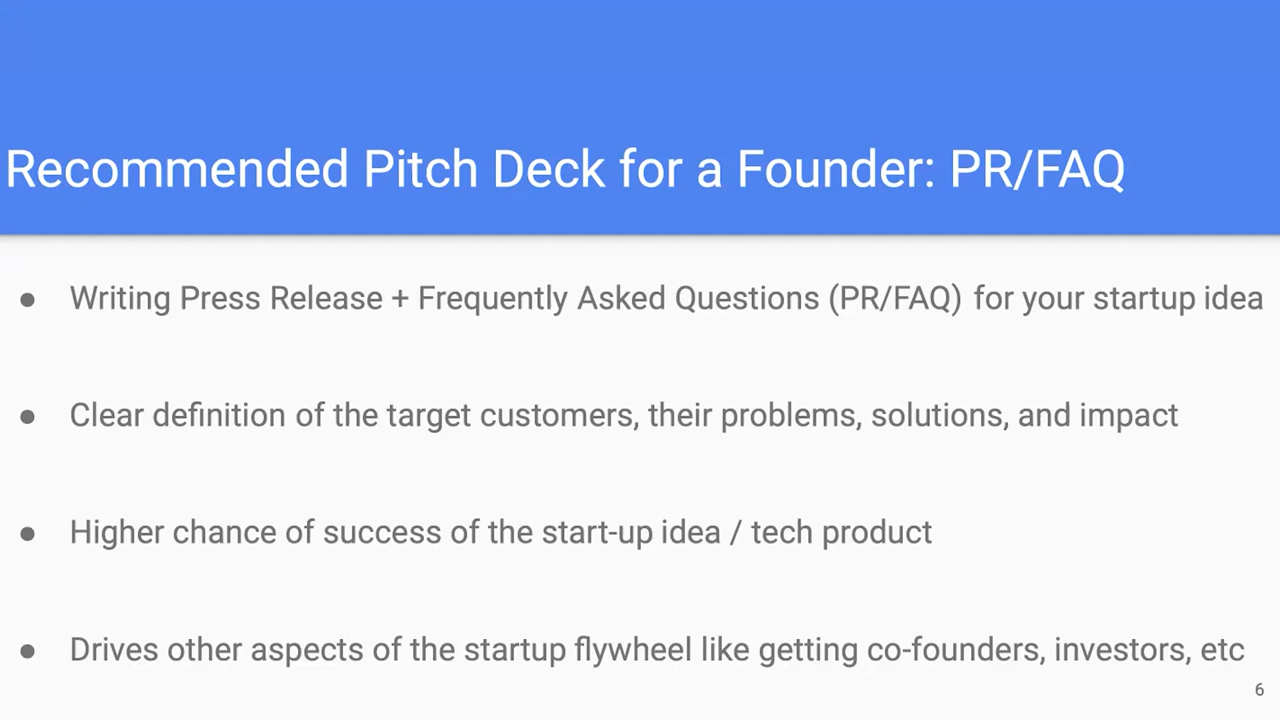 Recommended Pitch Deck for a Founder: PR/FAQ
● Writing Press Release + Frequently Asked Questions (PR/FAQ) for your startup idea
● Clear definition of the target customers, their problems, solutions, and impact
● Higher chance of success of the start-up idea / tech product
● Drives other aspects of the startup flywheel like getting co-founders, investors, etc
6